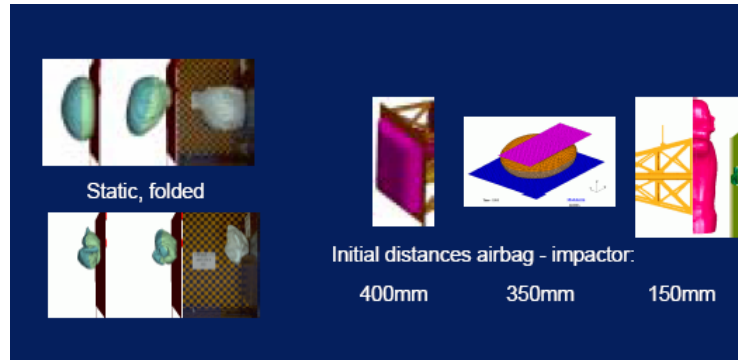 Static, folded
Initial distances airbag - impactor:
400mm
350mm
150mm